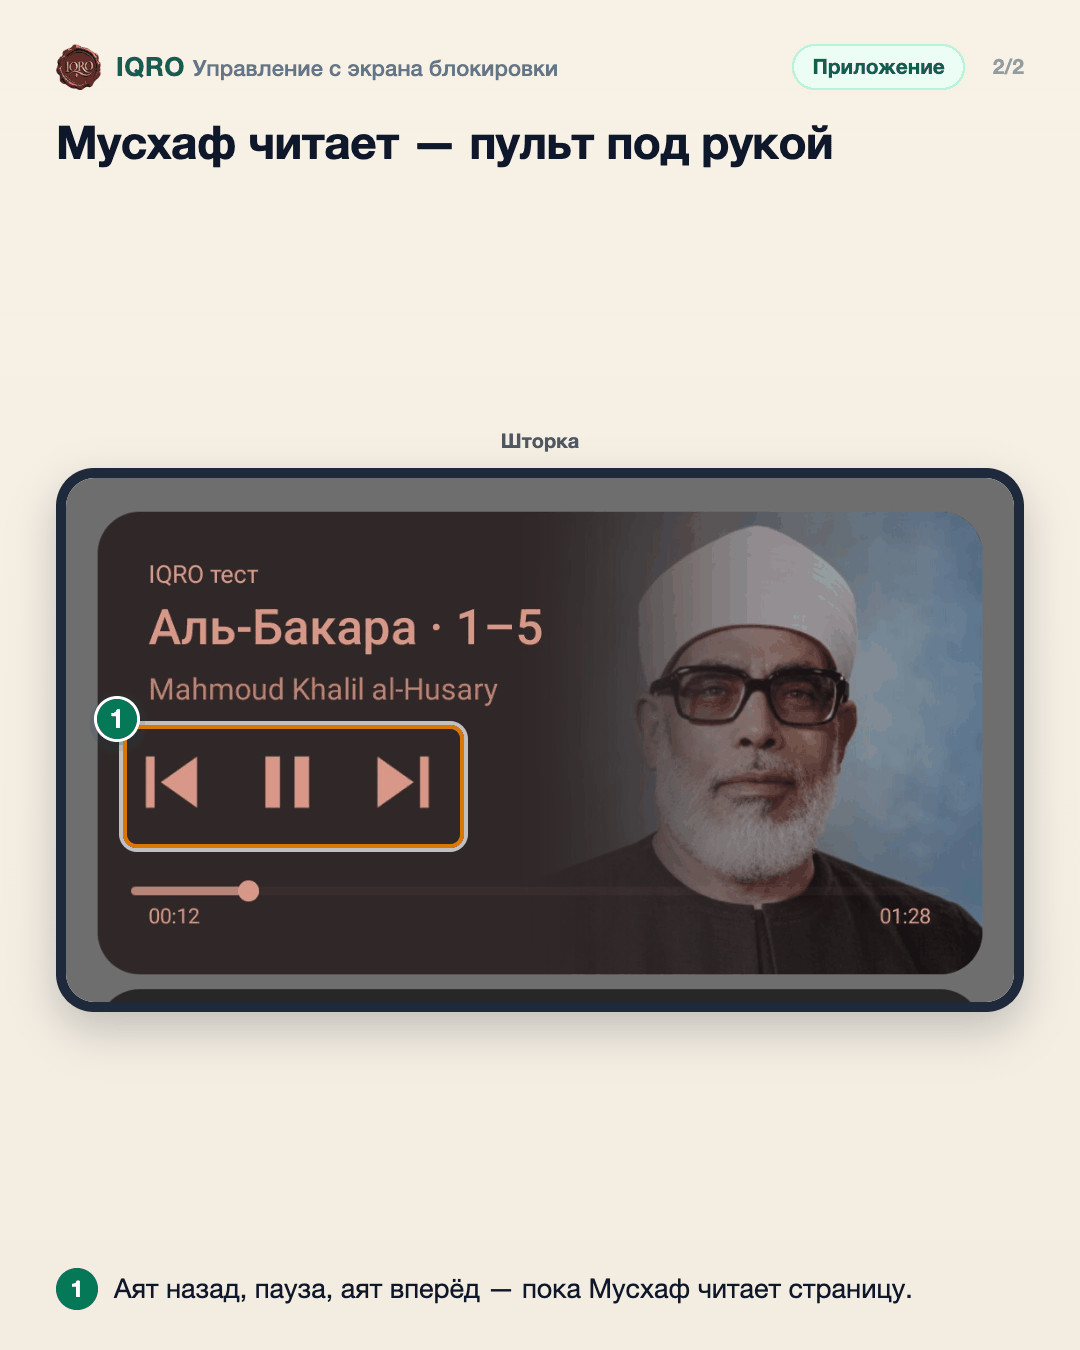 IQRO
IQRO Управление с экрана блокировки
Приложение
2/2
Мусхаф читает — пульт под рукой
Шторка
IQRO тест
Аль-Бакара · 1–5
Mahmoud Khalil al-Husary
1
00:12
01:28
1 Аят назад, пауза, аят вперёд — пока Мусхаф читает страницу.